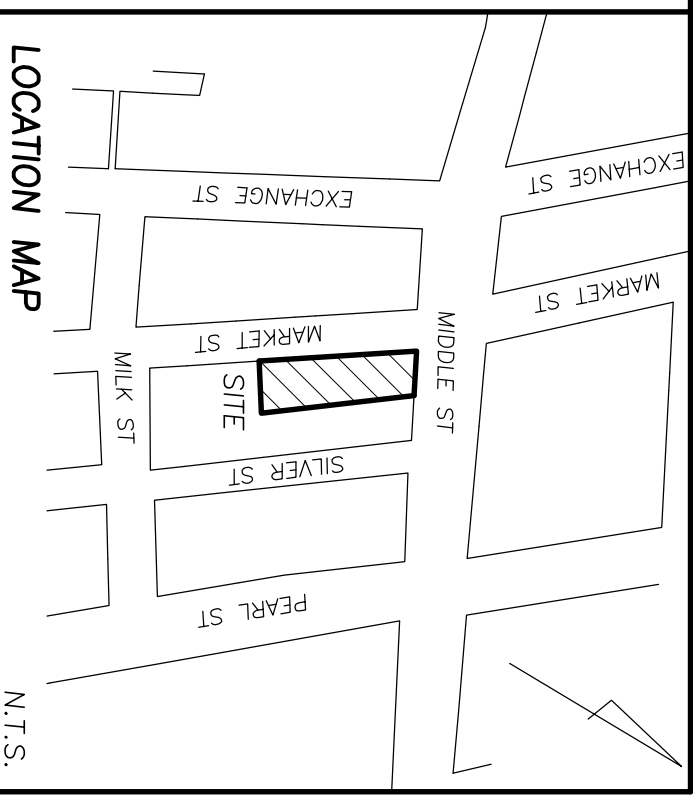 EXCHANGE ST
EXCHANGE ST
MARKET ST
MARKET ST
MIDDLE ST
MILK ST
SITE
SILVER ST
PEARL ST
LOCATION MAP
N.T.S.